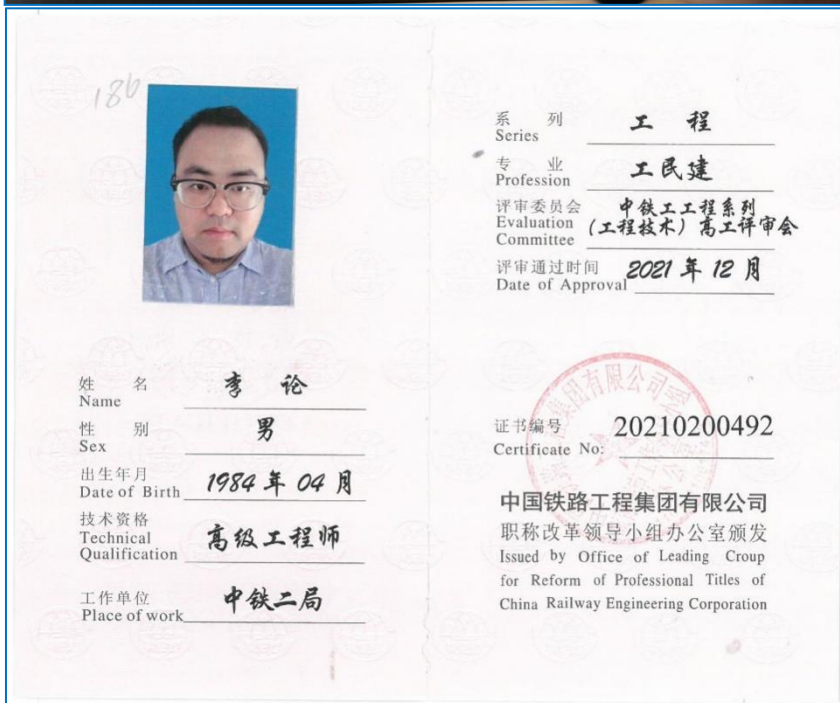 186
姓 名 李 论
Name
性 别 男
Sex
出生年月 1984 年 04 月
Date of Birth
技术资格
Technical 高级工程师
Qualification
工作单位 中铁二局
Place of work
系 列 工 程
Series
专 业 工民建
Profession
评审委员会 中铁工工程系列
Evaluation (工程技术)高工评审会
Committee
评审通过时间 2021 年 12 月
Date of Approval
证书编号 20210200492
Certificate No:
中国铁路工程集团有限公司
职称改革领导小组办公室颁发
Issued by Office of Leading Croup
for Reform of Professional Titles of
China Railway Engineering Corporation
集团有限公司